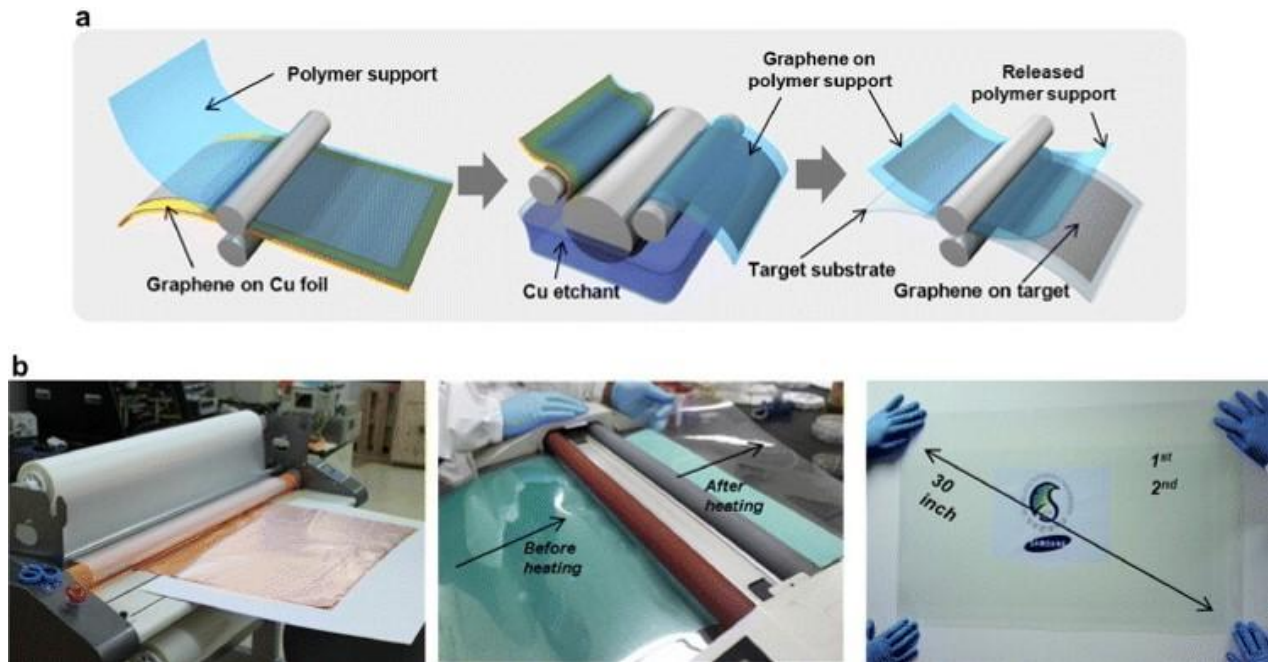 a
Polymer support
Graphene on Cu foil
Cu etchant
Graphene on
polymer support
Released
polymer support
Target substrate
Graphene on target
b
Before
heating
After
heating
30
inch
1st
2nd
SAMSUNG